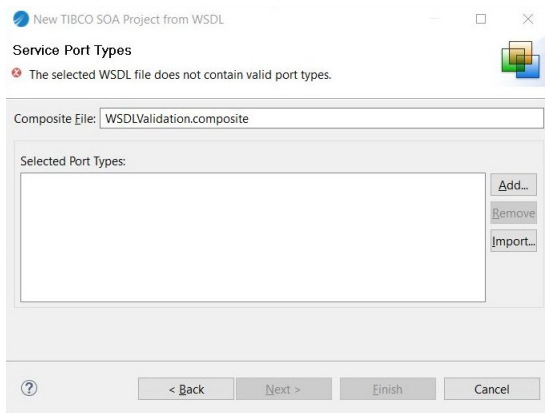 New TIBCO SOA Project from WSDL
Service Port Types
The selected WSDL file does not contain valid port types.
Composite File: WSDLValidation.composite
Selected Port Types:
Add...
Remove
Import...
?
< Back Next > Finish Cancel